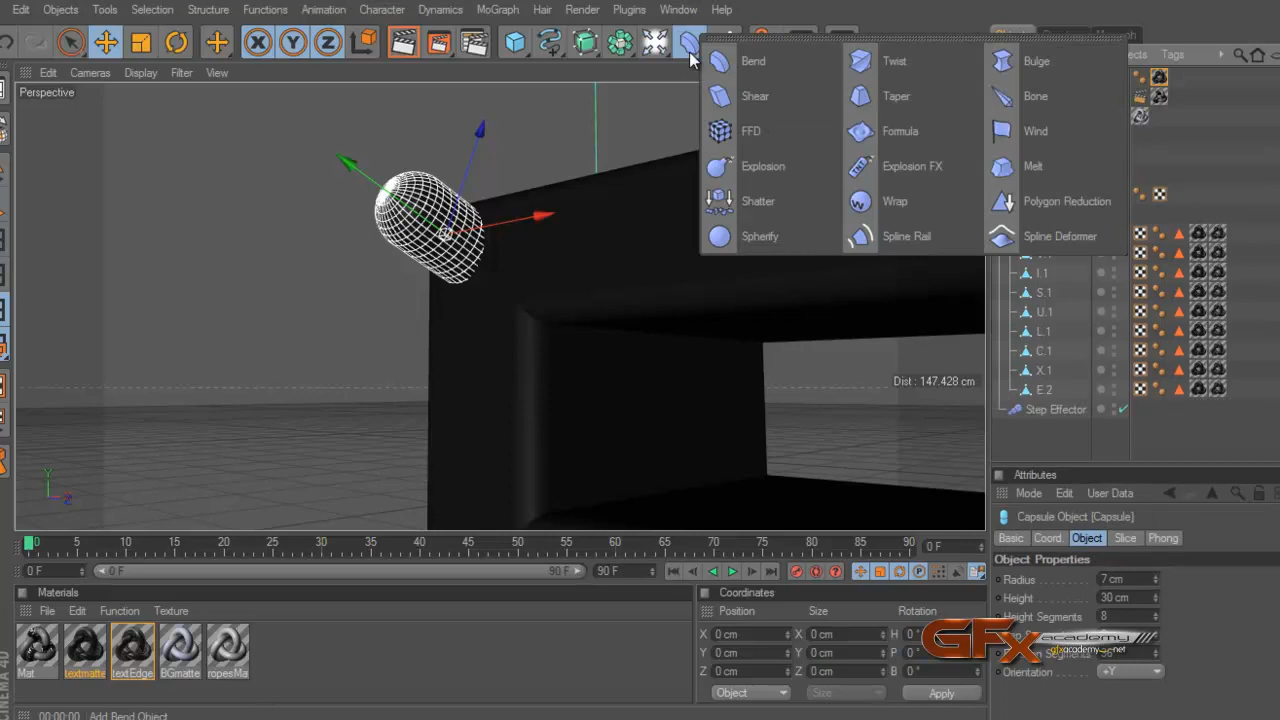 Edit Objects Tools Selection Structure Functions Animation Character Dynamics MoGraph Hair Render Plugins Window Help
Edit Cameras Display Filter View
Perspective
Bend Twist Bulge
Shear Taper Bone
FFD Formula Wind
Explosion Explosion FX Melt
Shatter Wrap Polygon Reduction
Spherify Spline Rail Spline Deformer
Tags
I.1
S.1
U.1
L.1
C.1
X.1
E.2
Step Effector
Dist : 147.428 cm
Attributes
Mode Edit User Data
Capsule Object [Capsule]
Basic Coord. Object Slice Phong
Object Properties
Radius 7 cm
Height 30 cm
Height Segments 8
Orientation +Y
0 5 10 15 20 25 30 35 40 45 50 55 60 65 70 75 80 85 90 0 F
0 F 0 F 90 F 90 F
Materials
File Edit Function Texture
Mat textmatte textEdge BGmatte ropesMa
Coordinates
Position Size Rotation
X 0 cm X 0 cm H 0 °
Y 0 cm Y 0 cm P 0 °
Z 0 cm Z 0 cm B 0 °
Object Size Apply
GFX academy
gfxacademy.net
00:00:00 Add Bend Object
CINEMA 4D